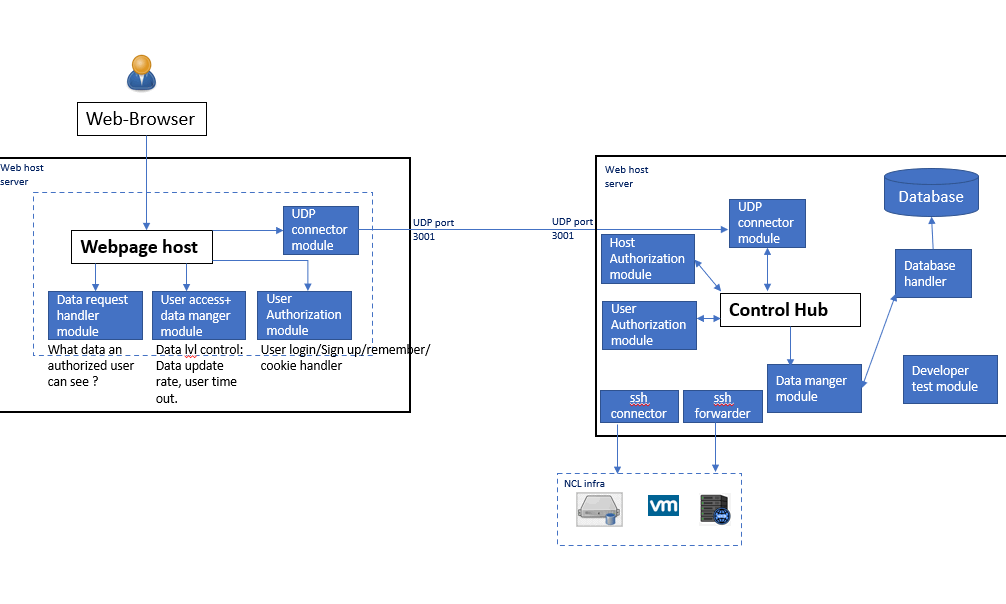 Web-Browser
Web host
server
UDP
connector
module
Webpage host
Data request
handler
module
User access+
data manger
module
User
Authorization
module
What data an
authorized user
can see ?
Data lvl control:
Data update
rate, user time
out.
User login/Sign up/remember/
cookie handler
UDP port
3001
UDP port
3001
Web host
server
UDP
connector
module
Database
Host
Authorization
module
Database
handler
User
Authorization
module
Control Hub
Data manger
module
Developer
test module
ssh
connector
ssh
forwarder
NCL infra
vm